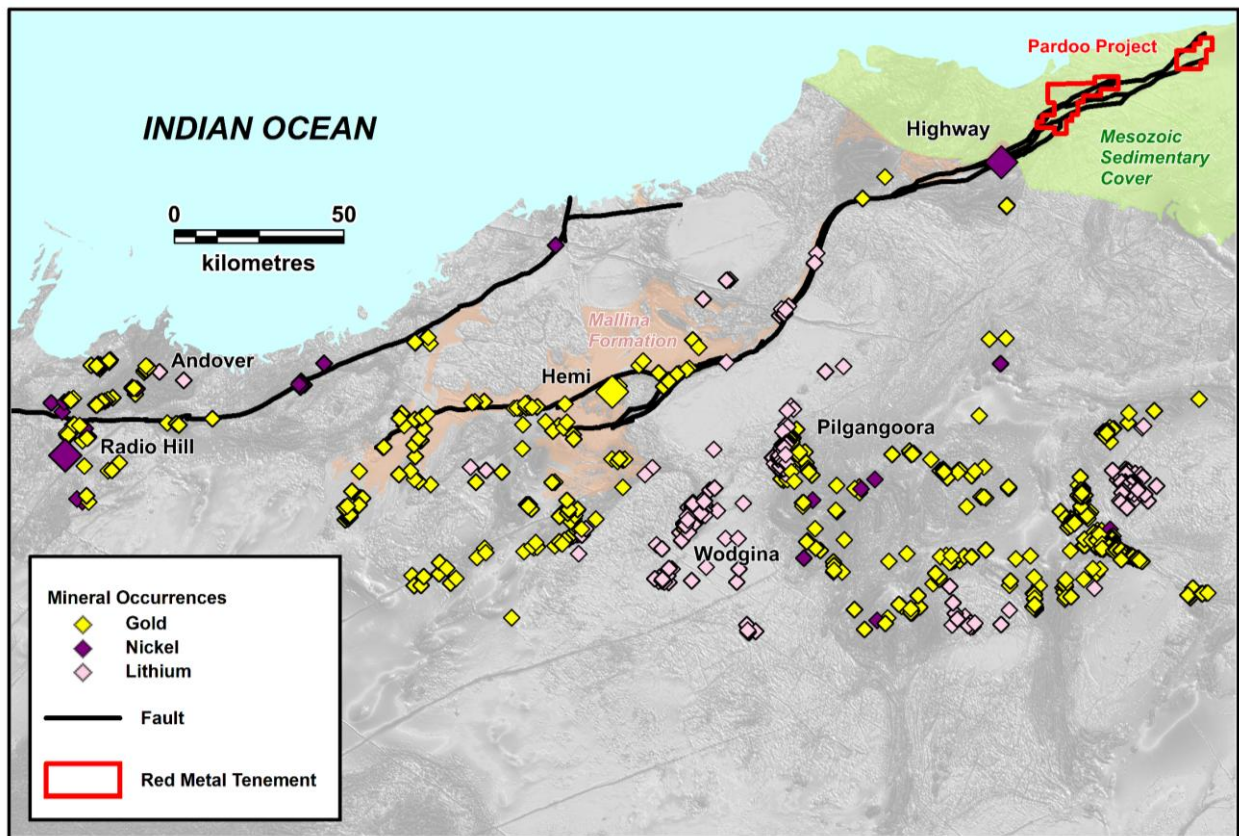 Pardoo Project
INDIAN OCEAN
Highway
Mesozoic
Sedimentary
Cover
0 50
kilometres
Mallina
Formation
Andover
Hemi
Radio Hill
Pilgangoora
Wodgina
Mineral Occurrences
Gold
Nickel
Lithium
Fault
Red Metal Tenement